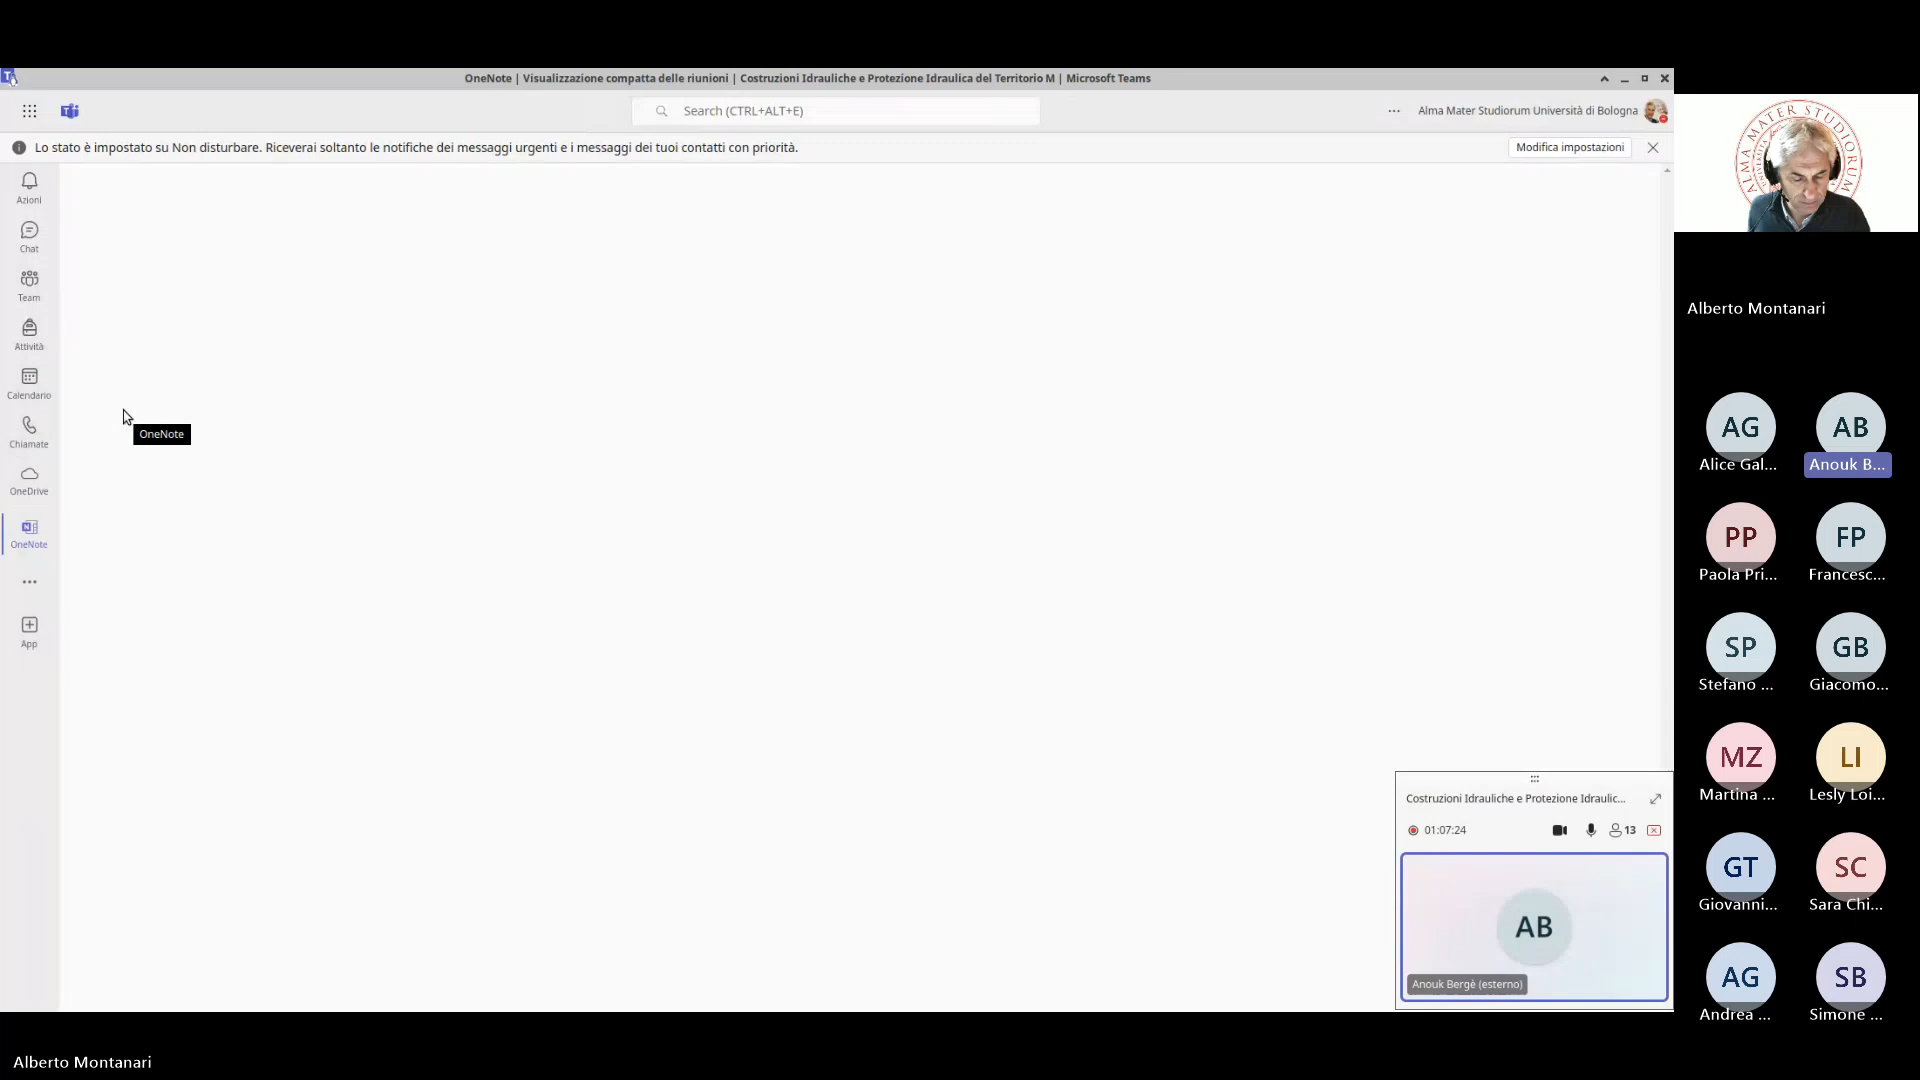 OneNote | Visualizzazione compatta delle riunioni | Costruzioni Idrauliche e Protezione Idraulica del Territorio M | Microsoft Teams
Search (CTRL+ALT+E)
Alma Mater Studiorum Università di Bologna
Lo stato è impostato su Non disturbare. Riceverai soltanto le notifiche dei messaggi urgenti e i messaggi dei tuoi contatti con priorità.
Modifica impostazioni
Azioni
Chat
Team
Attività
Calendario
Chiamate
OneDrive
OneNote
App
OneNote
Costruzioni Idrauliche e Protezione Idraulic...
01:07:24
13
AB
Anouk Bergè (esterno)
ALMA MATER STUDIORUM
Alberto Montanari
AG
AB
Alice Gal...
Anouk B...
PP
FP
Paola Pri...
Francesc...
SP
GB
Stefano ...
Giacomo...
MZ
LI
Martina ...
Lesly Loi...
GT
SC
Giovanni...
Sara Chi...
AG
SB
Andrea ...
Simone ...
Alberto Montanari